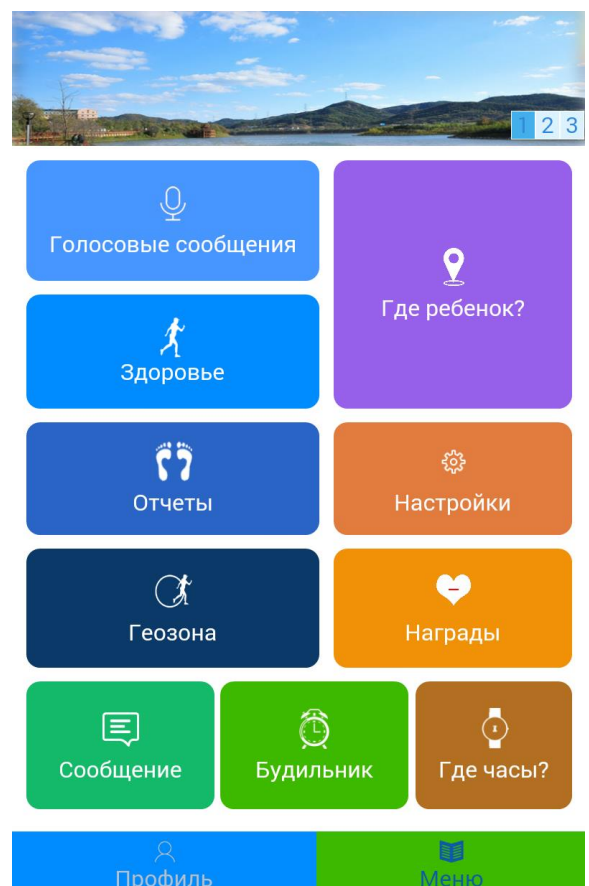 1 2 3
Голосовые сообщения
Где ребенок?
Здоровье
Отчеты
Настройки
Геозона
Награды
Сообщение
Будильник
Где часы?
Профиль
Меню